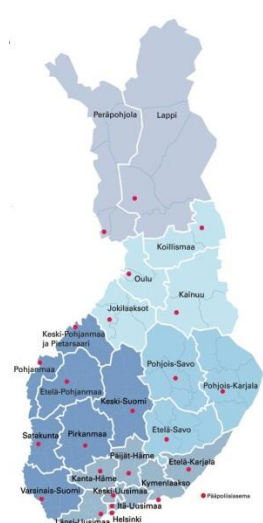 Peräpohjola
Lappi
Koillismaa
Oulu
Kainuu
Jokilaaksot
Keski-Pohjanmaa
ja Pietarsaari
Pohjanmaa
Etelä-Pohjanmaa
Pohjois-Savo
Pohjois-Karjala
Keski-Suomi
Satakunta
Pirkanmaa
Etelä-Savo
Päijät-Häme
Etelä-Karjala
Kanta-Häme
Kymenlaakso
Varsinais-Suomi
Keski-Uusimaa
Itä-Uusimaa
Länsi-Uusimaa
Helsinki
Pääpoliisiasema